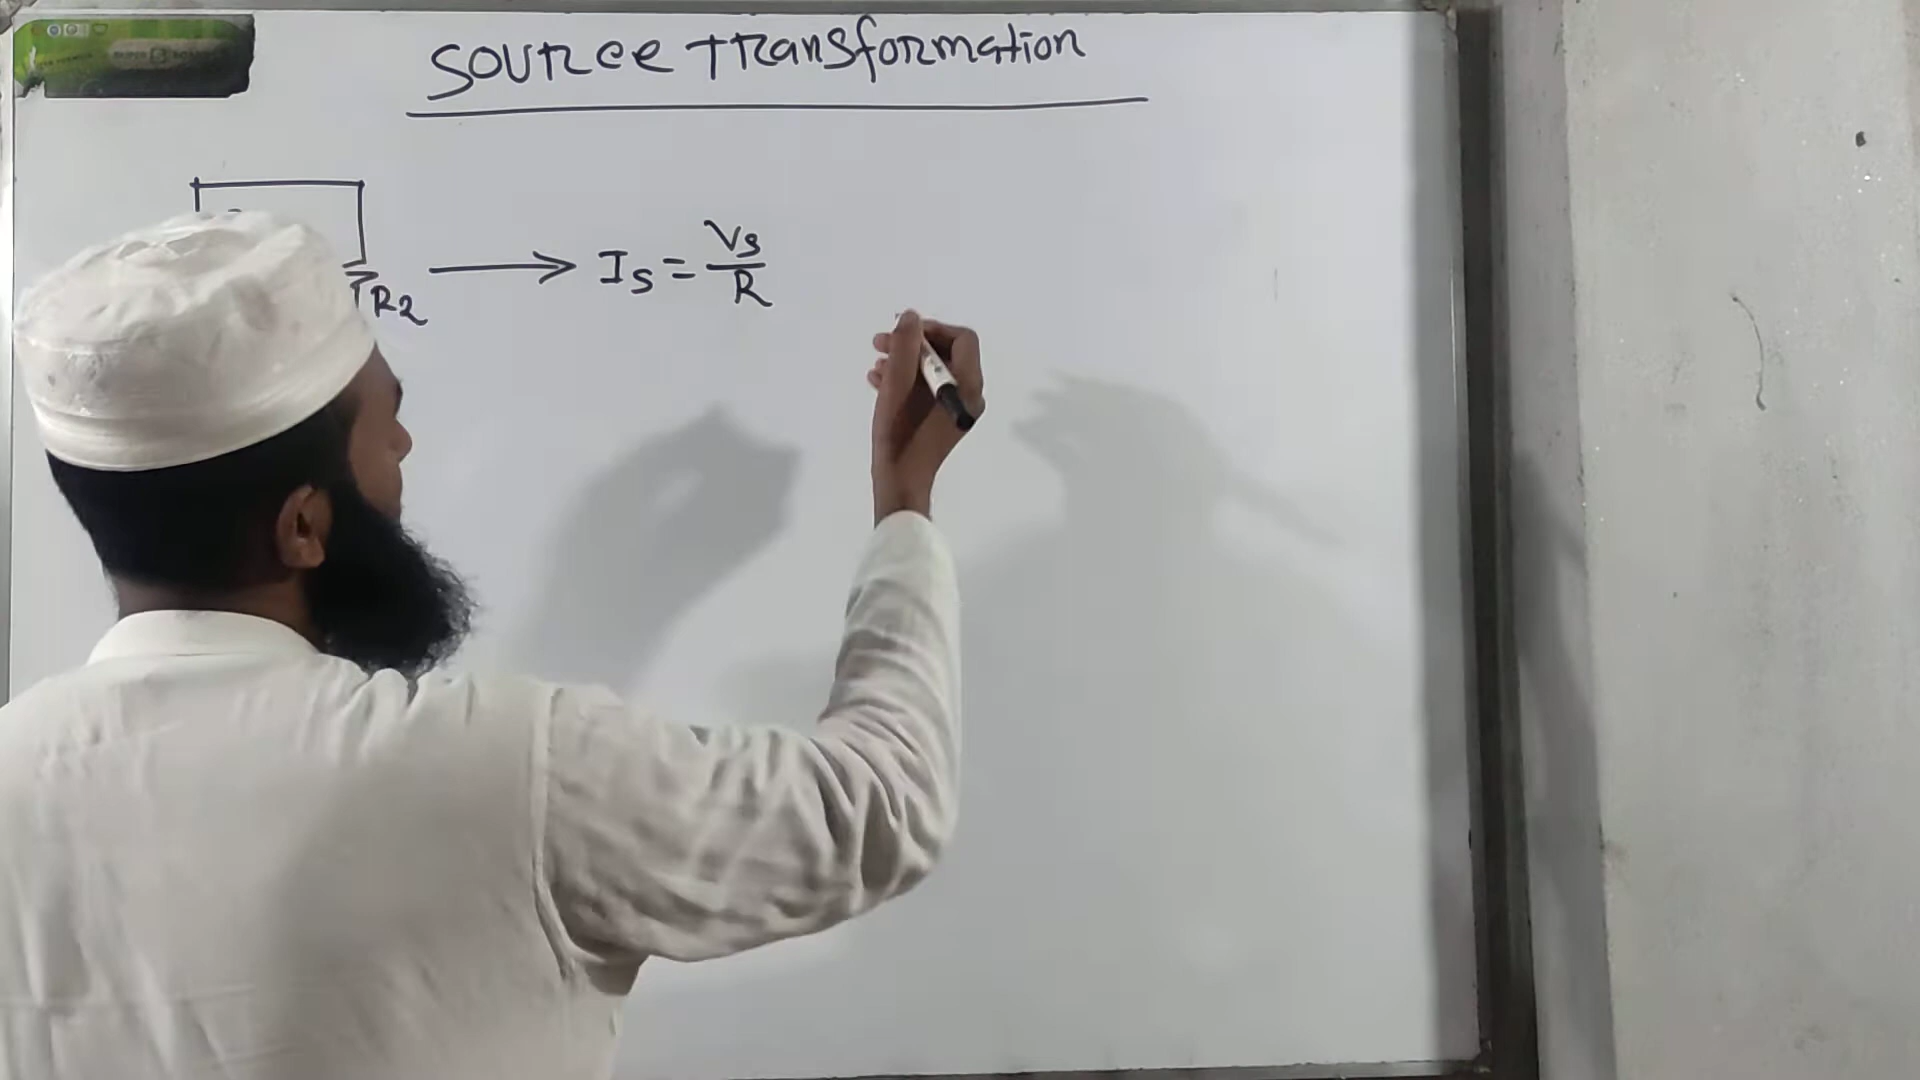 Source Transformation
R2
Is = Vs/R